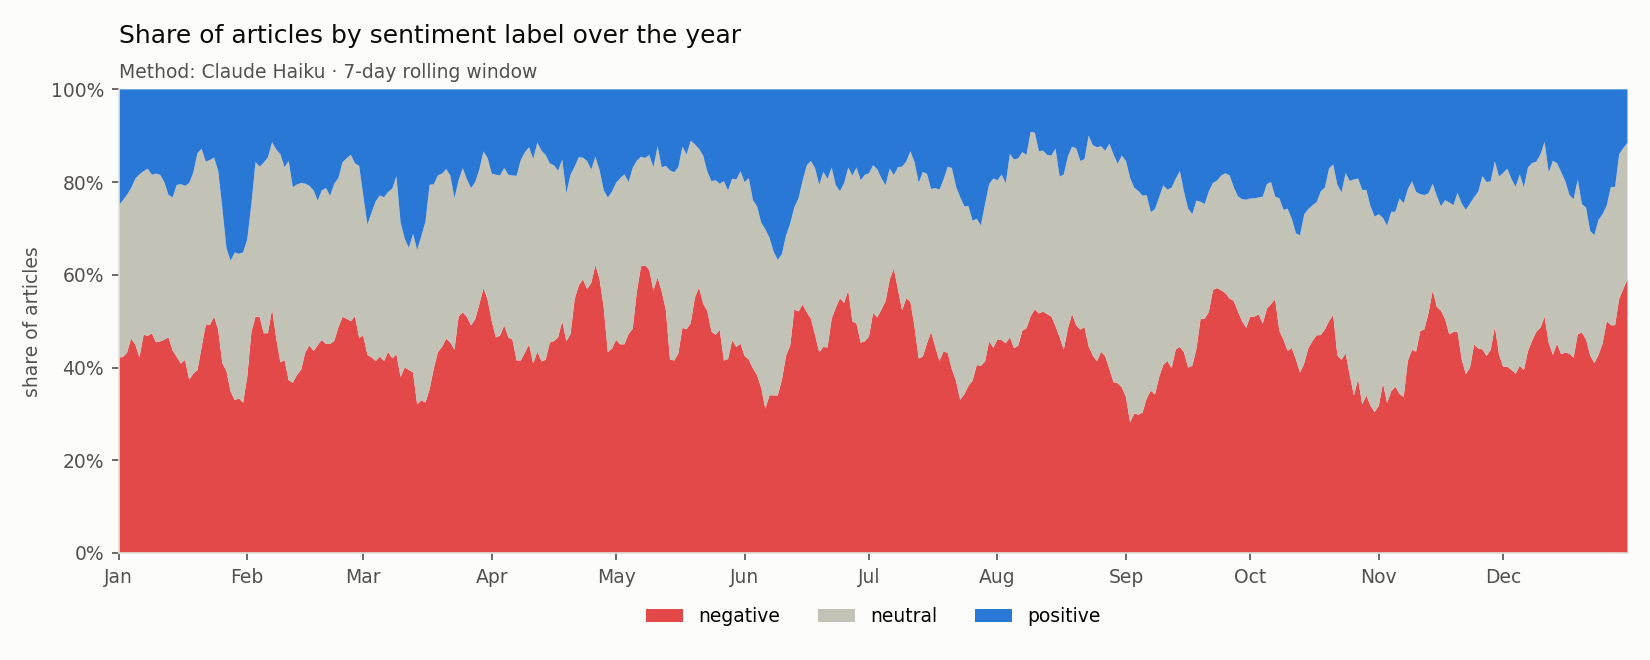 Share of articles by sentiment label over the year
Method: Claude Haiku · 7-day rolling window
share of articles
100%
80%
60%
40%
20%
0%
Jan Feb Mar Apr May Jun Jul Aug Sep Oct Nov Dec
negative neutral positive